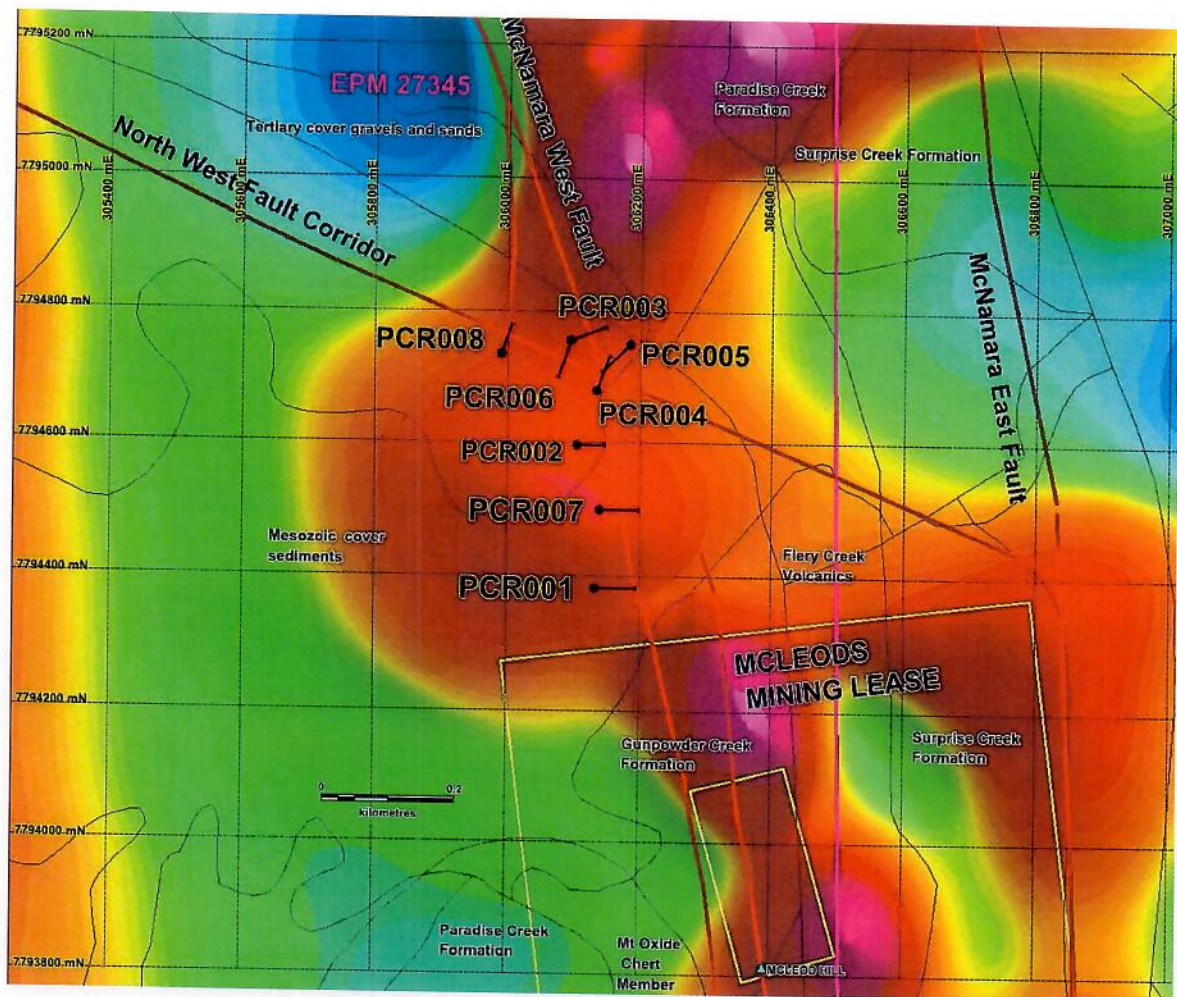 7795200 mN
EPM 27345
McNamara West Fault
Paradise Creek
Formation
Tertiary cover gravels and sands
North West Fault Corridor
Surprise Creek Formation
7795000 mN
305400 mE
305600 mE
305800 mE
306000 mE
306200 mE
306400 mE
306600 mE
306800 mE
307000 mE
McNamara East Fault
7794800 mN
PCR003
PCR008
PCR005
PCR006
PCR004
7794600 mN
PCR002
PCR007
Mesozoic cover
sediments
Fiery Creek
Volcanics
7794400 mN
PCR001
MCLEODS
MINING LEASE
7794200 mN
Gunpowder Creek
Formation
Surprise Creek
Formation
0 0.2
kilometres
7794000 mN
Paradise Creek
Formation
Mt Oxide
Chert
Member
7793800 mN
MCLEOD HILL